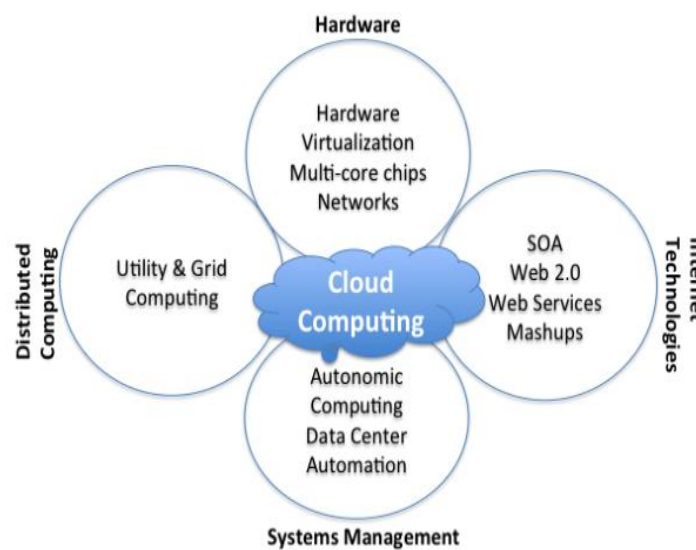 Hardware
Hardware
Virtualization
Multi-core chips
Networks
Distributed
Computing
Utility & Grid
Computing
Cloud
Computing
SOA
Web 2.0
Web Services
Mashups
Internet
Technologies
Autonomic
Computing
Data Center
Automation
Systems Management